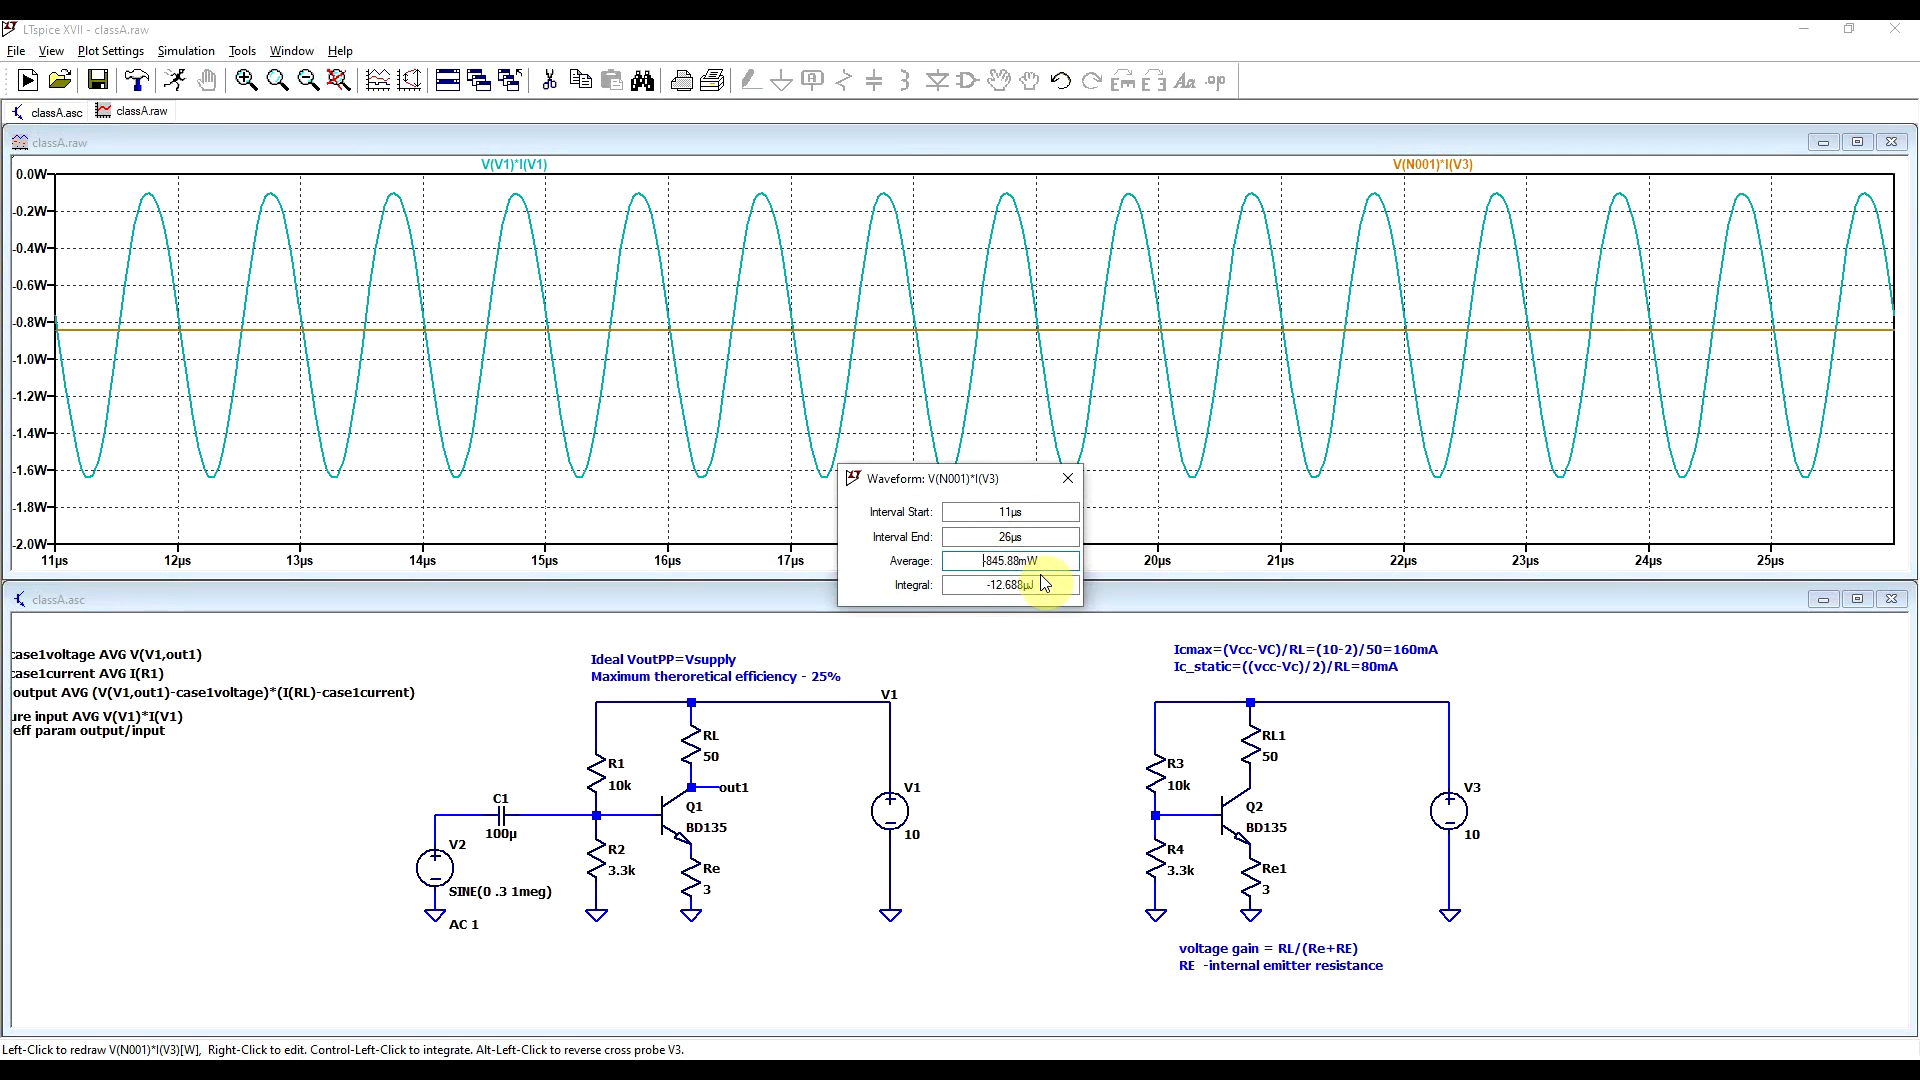 LTspice XVII - classA.raw
File View Plot Settings Simulation Tools Window Help
Aa .op
classA.asc classA.raw
classA.raw
V(V1)*I(V1) V(N001)*I(V3)
0.0W
-0.2W
-0.4W
-0.6W
-0.8W
-1.0W
-1.2W
-1.4W
-1.6W
-1.8W
-2.0W
11µs 12µs 13µs 14µs 15µs 16µs 17µs 20µs 21µs 22µs 23µs 24µs 25µs
Waveform: V(N001)*I(V3)
Interval Start: 11µs
Interval End: 26µs
Average: -845.88mW
Integral: -12.688µJ
classA.asc
case1voltage AVG V(V1,out1)
case1current AVG I(R1)
output AVG (V(V1,out1)-case1voltage)*(I(RL)-case1current)
ure input AVG V(V1)*I(V1)
eff param output/input
Ideal VoutPP=Vsupply
Maximum theroretical efficiency - 25%
V1
RL
50
R1
10k
out1
C1
100µ
Q1
BD135
V1
10
V2
SINE(0 .3 1meg)
AC 1
R2
3.3k
Re
3
Icmax=(Vcc-VC)/RL=(10-2)/50=160mA
Ic_static=((vcc-Vc)/2)/RL=80mA
RL1
50
R3
10k
Q2
BD135
V3
10
R4
3.3k
Re1
3
voltage gain = RL/(Re+RE)
RE -internal emitter resistance
Left-Click to redraw V(N001)*I(V3)[W], Right-Click to edit. Control-Left-Click to integrate. Alt-Left-Click to reverse cross probe V3.